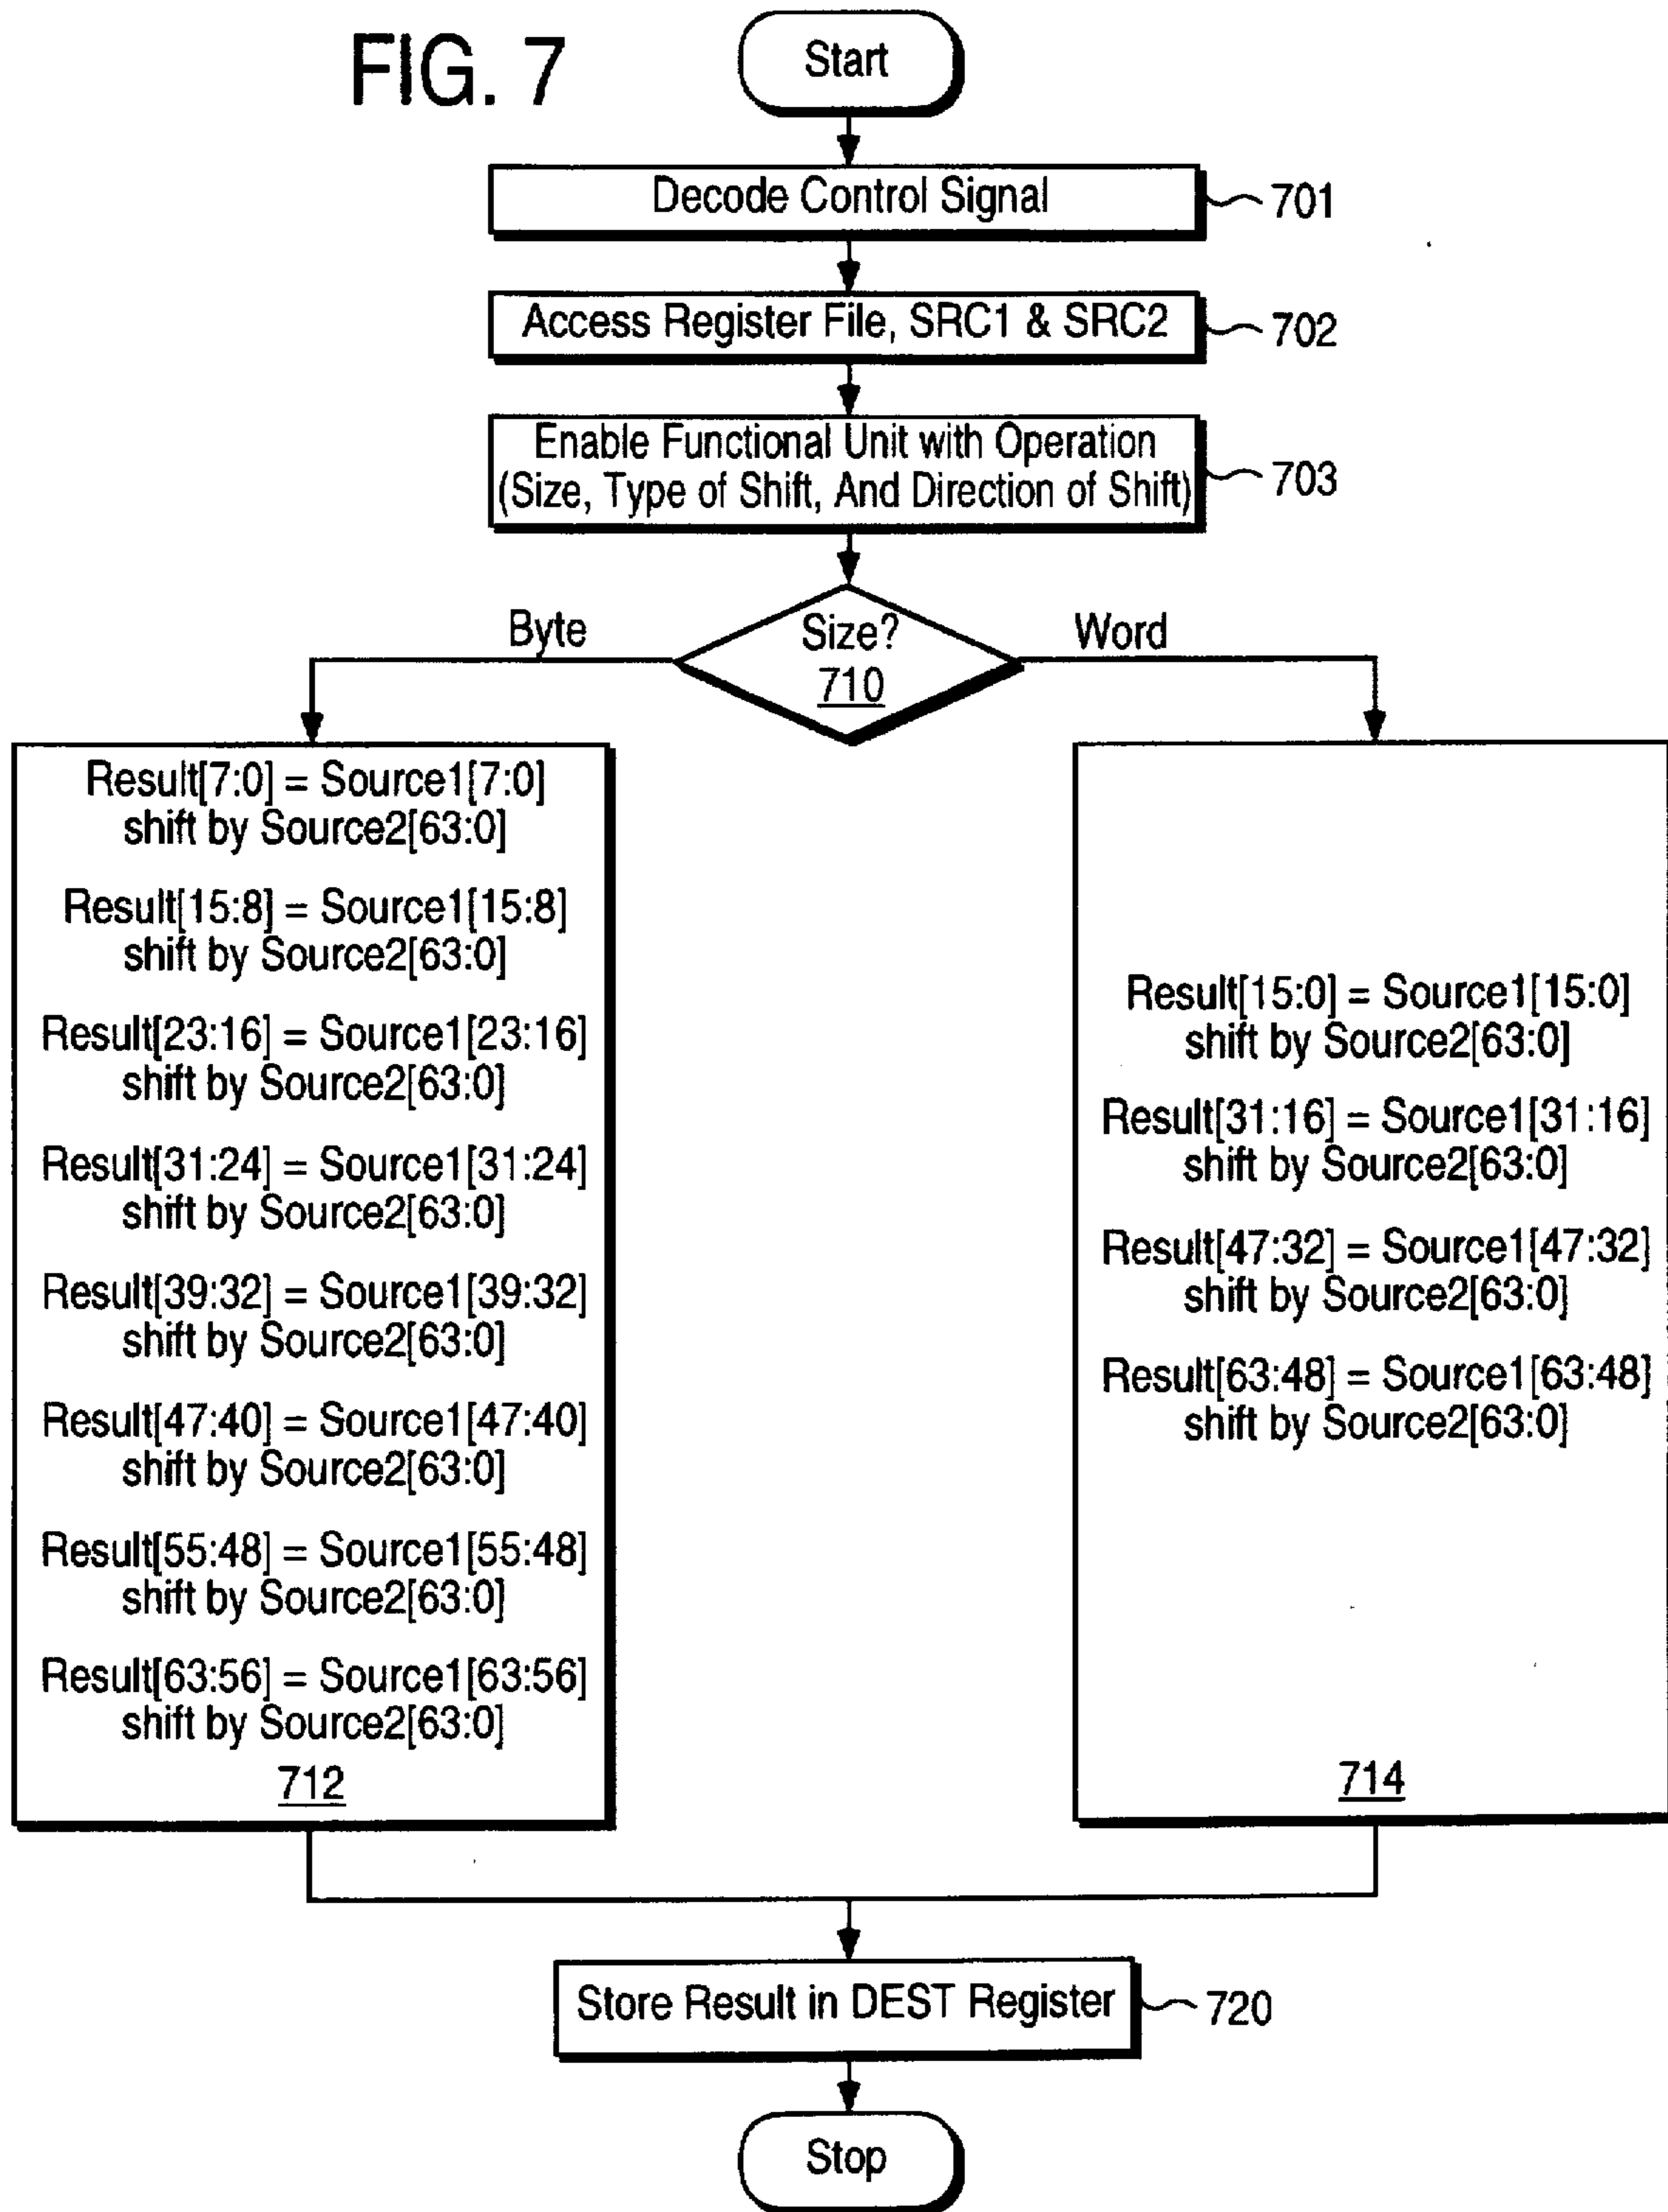 FIG. 7
Start
Decode Control Signal
701
Access Register File, SRC1 & SRC2
702
Enable Functional Unit with Operation
(Size, Type of Shift, And Direction of Shift)
703
Byte
Size?
710
Word
Result[7:0] = Source1[7:0]
shift by Source2[63:0]
Result[15:8] = Source1[15:8]
shift by Source2[63:0]
Result[23:16] = Source1[23:16]
shift by Source2[63:0]
Result[31:24] = Source1[31:24]
shift by Source2[63:0]
Result[39:32] = Source1[39:32]
shift by Source2[63:0]
Result[47:40] = Source1[47:40]
shift by Source2[63:0]
Result[55:48] = Source1[55:48]
shift by Source2[63:0]
Result[63:56] = Source1[63:56]
shift by Source2[63:0]
712
Result[15:0] = Source1[15:0]
shift by Source2[63:0]
Result[31:16] = Source1[31:16]
shift by Source2[63:0]
Result[47:32] = Source1[47:32]
shift by Source2[63:0]
Result[63:48] = Source1[63:48]
shift by Source2[63:0]
714
Store Result in DEST Register
720
Stop